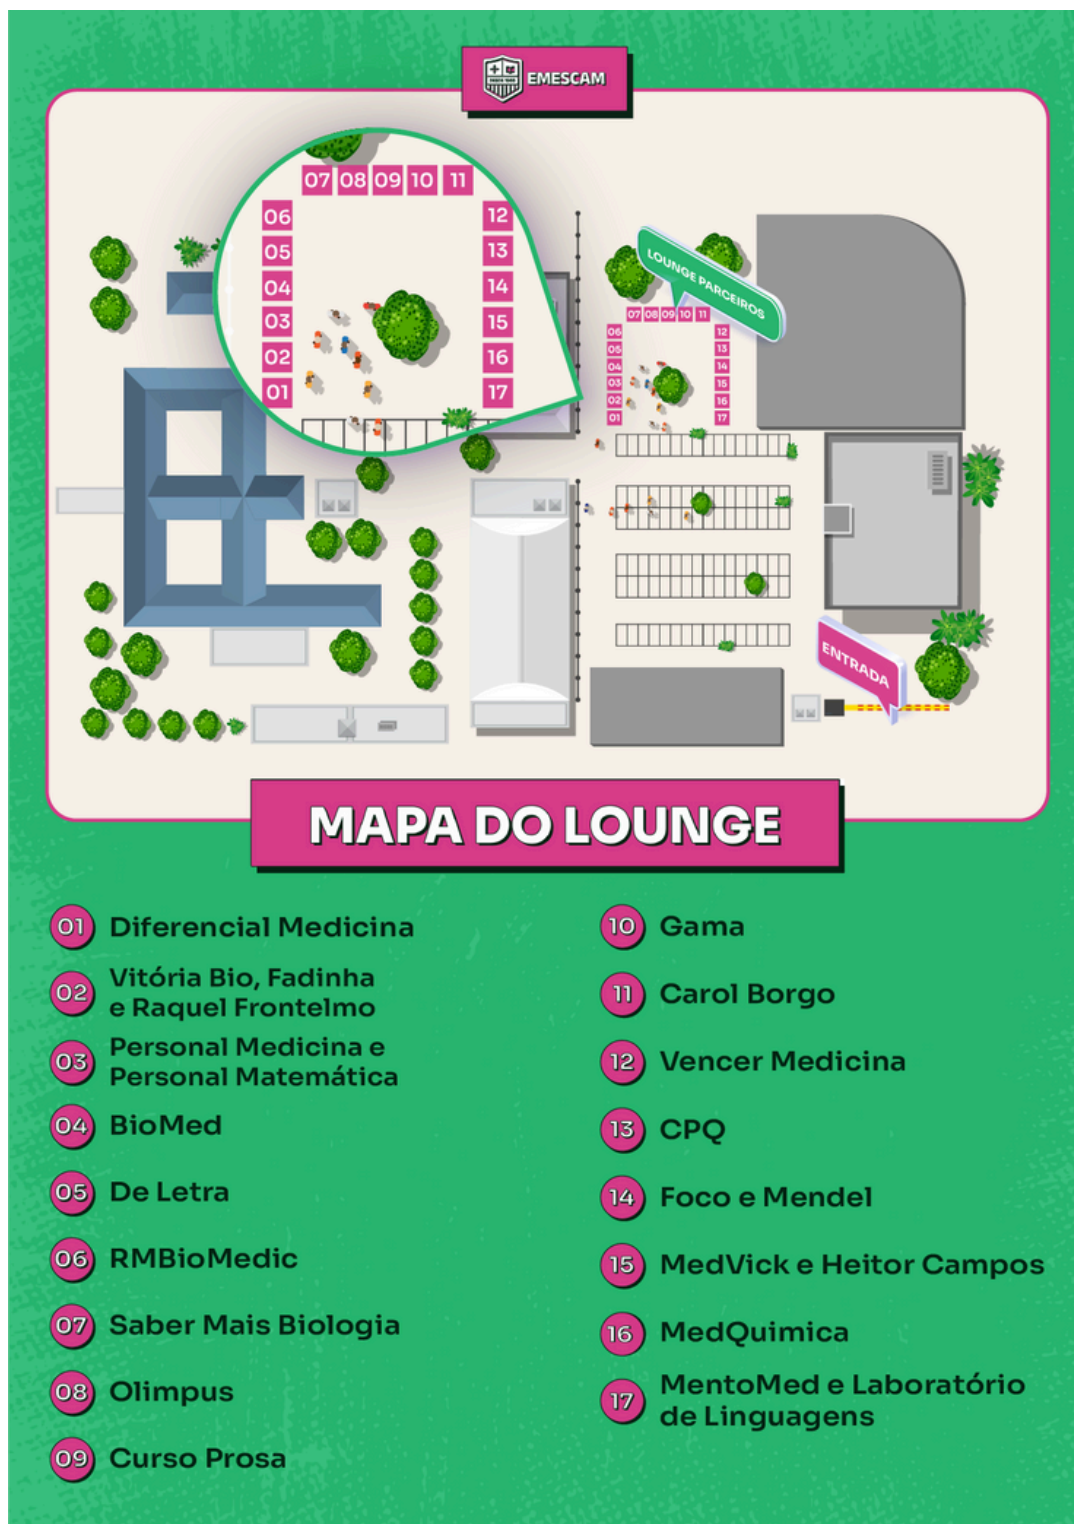 EMESCAM
07 08 09 10 11
06
05
04
03
02
01
12
13
14
15
16
17
LOUNGE PARCEIROS
07 08 09 10 11
06
05
04
03
02
01
12
13
14
15
16
17
ENTRADA
MAPA DO LOUNGE
01 Diferencial Medicina
02 Vitória Bio, Fadinha
e Raquel Frontelmo
03 Personal Medicina e
Personal Matemática
04 BioMed
05 De Letra
06 RMBioMedic
07 Saber Mais Biologia
08 Olimpus
09 Curso Prosa
10 Gama
11 Carol Borgo
12 Vencer Medicina
13 CPQ
14 Foco e Mendel
15 MedVick e Heitor Campos
16 MedQuimica
17 MentoMed e Laboratório
de Linguagens